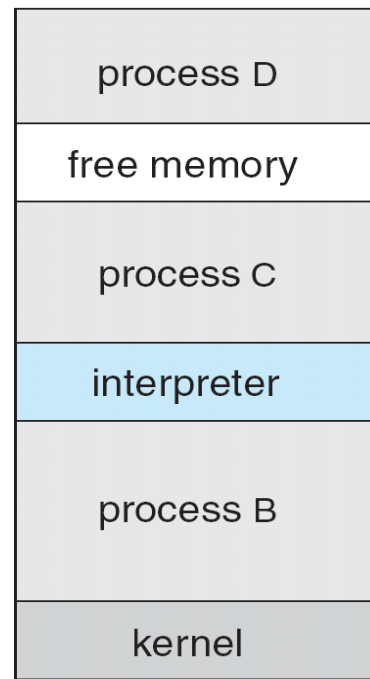 process D
free memory
process C
interpreter
process B
kernel